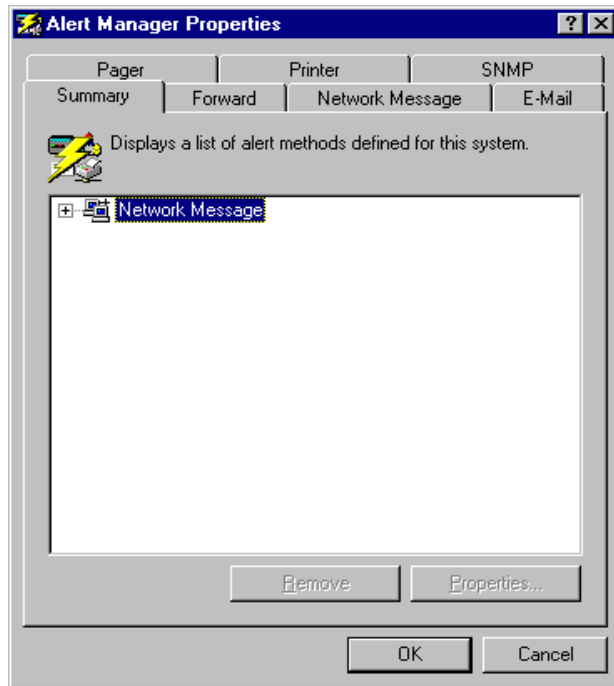 Alert Manager Properties
Pager Printer SNMP
Summary Forward Network Message E-Mail
Displays a list of alert methods defined for this system.
Network Message
Remove Properties...
OK Cancel